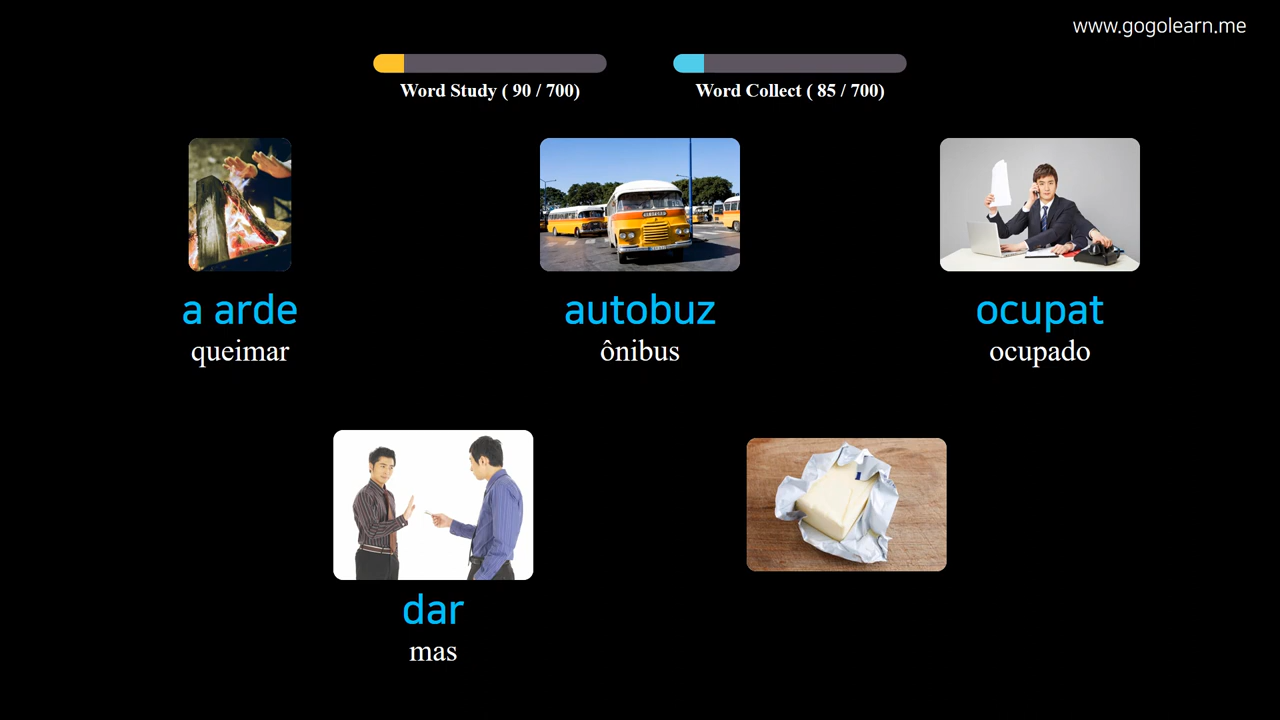 www.gogolearn.me
Word Study ( 90 / 700)
Word Collect ( 85 / 700)
a arde
queimar
autobuz
ônibus
ocupat
ocupado
dar
mas